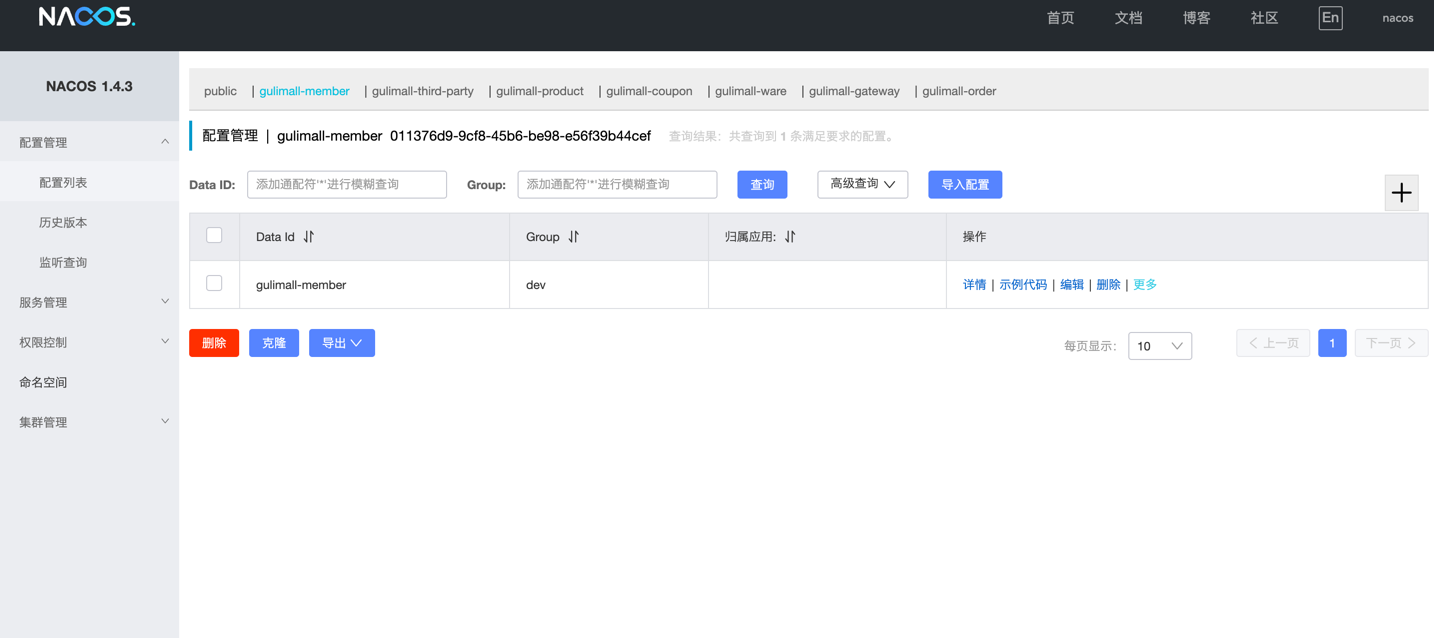 NACOS.
首页 文档 博客 社区 En nacos
NACOS 1.4.3
配置管理
配置列表
历史版本
监听查询
服务管理
权限控制
命名空间
集群管理
public | gulimall-member | gulimall-third-party | gulimall-product | gulimall-coupon | gulimall-ware | gulimall-gateway | gulimall-order
配置管理 | gulimall-member 011376d9-9cf8-45b6-be98-e56f39b44cef 查询结果：共查询到 1 条满足要求的配置。
Data ID: 添加通配符'*'进行模糊查询 Group: 添加通配符'*'进行模糊查询 查询 高级查询 导入配置
Data Id Group 归属应用: 操作
gulimall-member dev 详情 | 示例代码 | 编辑 | 删除 | 更多
删除 克隆 导出 每页显示: 10 上一页 1 下一页